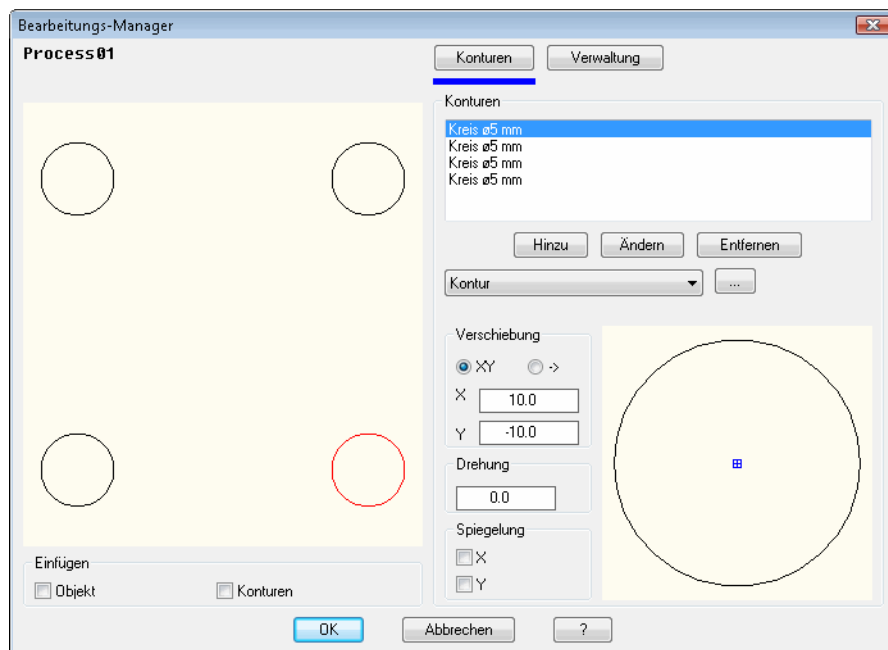 Bearbeitungs-Manager
Process01
Konturen
Verwaltung
Konturen
Kreis ø5 mm
Kreis ø5 mm
Kreis ø5 mm
Kreis ø5 mm
Hinzu
Ändern
Entfernen
Kontur
...
Verschiebung
XY
->
X
10.0
Y
-10.0
Drehung
0.0
Spiegelung
X
Y
Einfügen
Objekt
Konturen
OK
Abbrechen
?